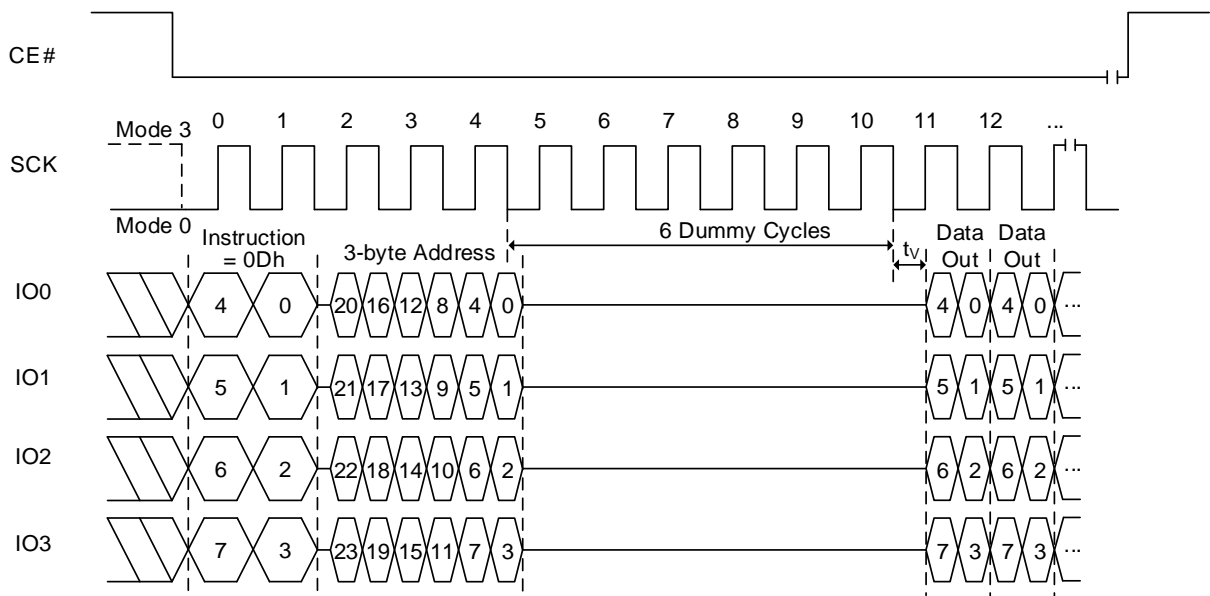 CE#
Mode 3
0 1 2 3 4 5 6 7 8 9 10 11 12 ...
SCK
Mode 0
Instruction
= 0Dh
3-byte Address
6 Dummy Cycles
tV
Data
Out
Data
Out
IO0
4 0 20 16 12 8 4 0 4 0 4 0 ...
IO1
5 1 21 17 13 9 5 1 5 1 5 1 ...
IO2
6 2 22 18 14 10 6 2 6 2 6 2 ...
IO3
7 3 23 19 15 11 7 3 7 3 7 3 ...